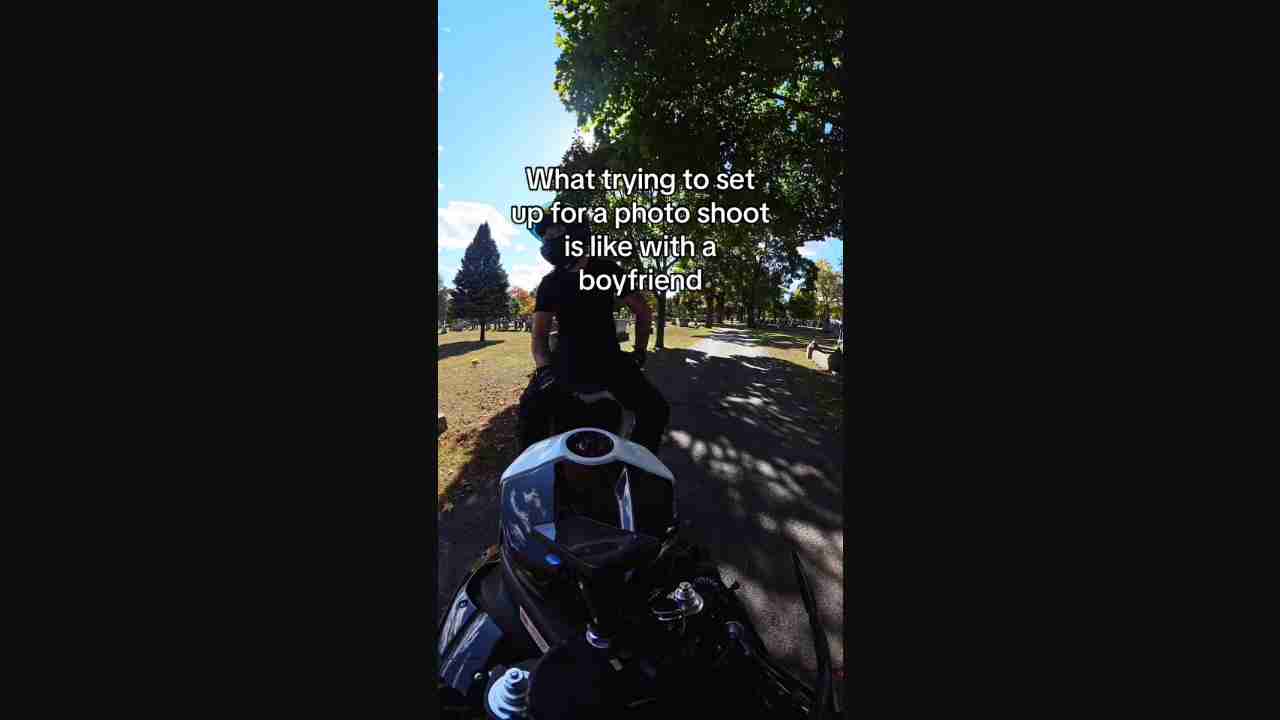 What trying to set
up for a photo shoot
is like with a
boyfriend